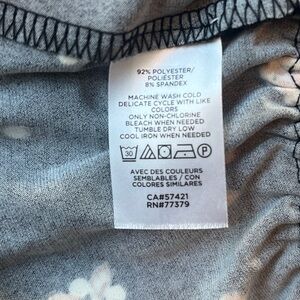 92% POLYESTER/
POLIESTER
8% SPANDEX
MACHINE WASH COLD
DELICATE CYCLE WITH LIKE
COLORS
ONLY NON-CHLORINE
BLEACH WHEN NEEDED
TUMBLE DRY LOW
COOL IRON WHEN NEEDED
30 P
AVEC DES COULEURS
SEMBLABLES / CON
COLORES SIMILARES
CA#57421
RN#77379